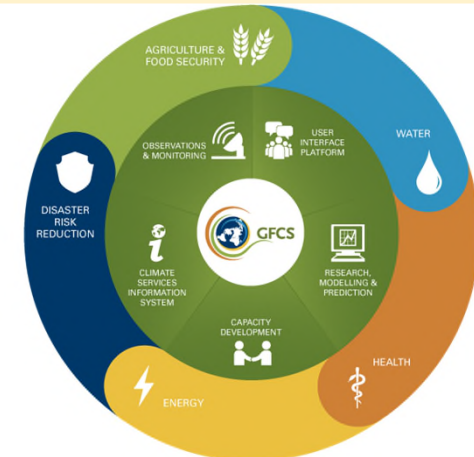 AGRICULTURE &
FOOD SECURITY
WATER
OBSERVATIONS
& MONITORING
USER
INTERFACE
PLATFORM
DISASTER
RISK
REDUCTION
GFCS
CLIMATE
SERVICES
INFORMATION
SYSTEM
RESEARCH,
MODELLING &
PREDICTION
CAPACITY
DEVELOPMENT
HEALTH
ENERGY